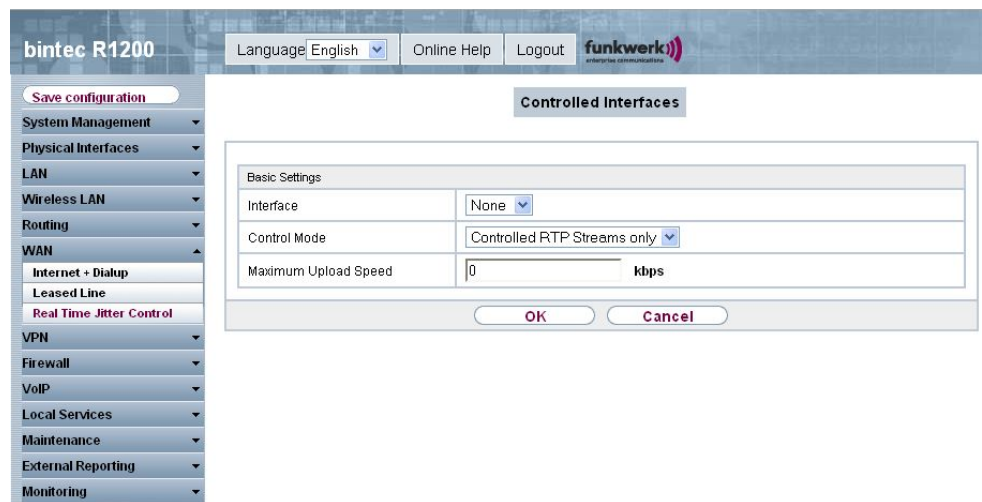 bintec R1200
Language English
Online Help
Logout
funkwerk
enterprise communications
Save configuration
System Management
Physical Interfaces
LAN
Wireless LAN
Routing
WAN
Internet + Dialup
Leased Line
Real Time Jitter Control
VPN
Firewall
VoIP
Local Services
Maintenance
External Reporting
Monitoring
Controlled Interfaces
Basic Settings
Interface None
Control Mode Controlled RTP Streams only
Maximum Upload Speed 0 kbps
OK Cancel